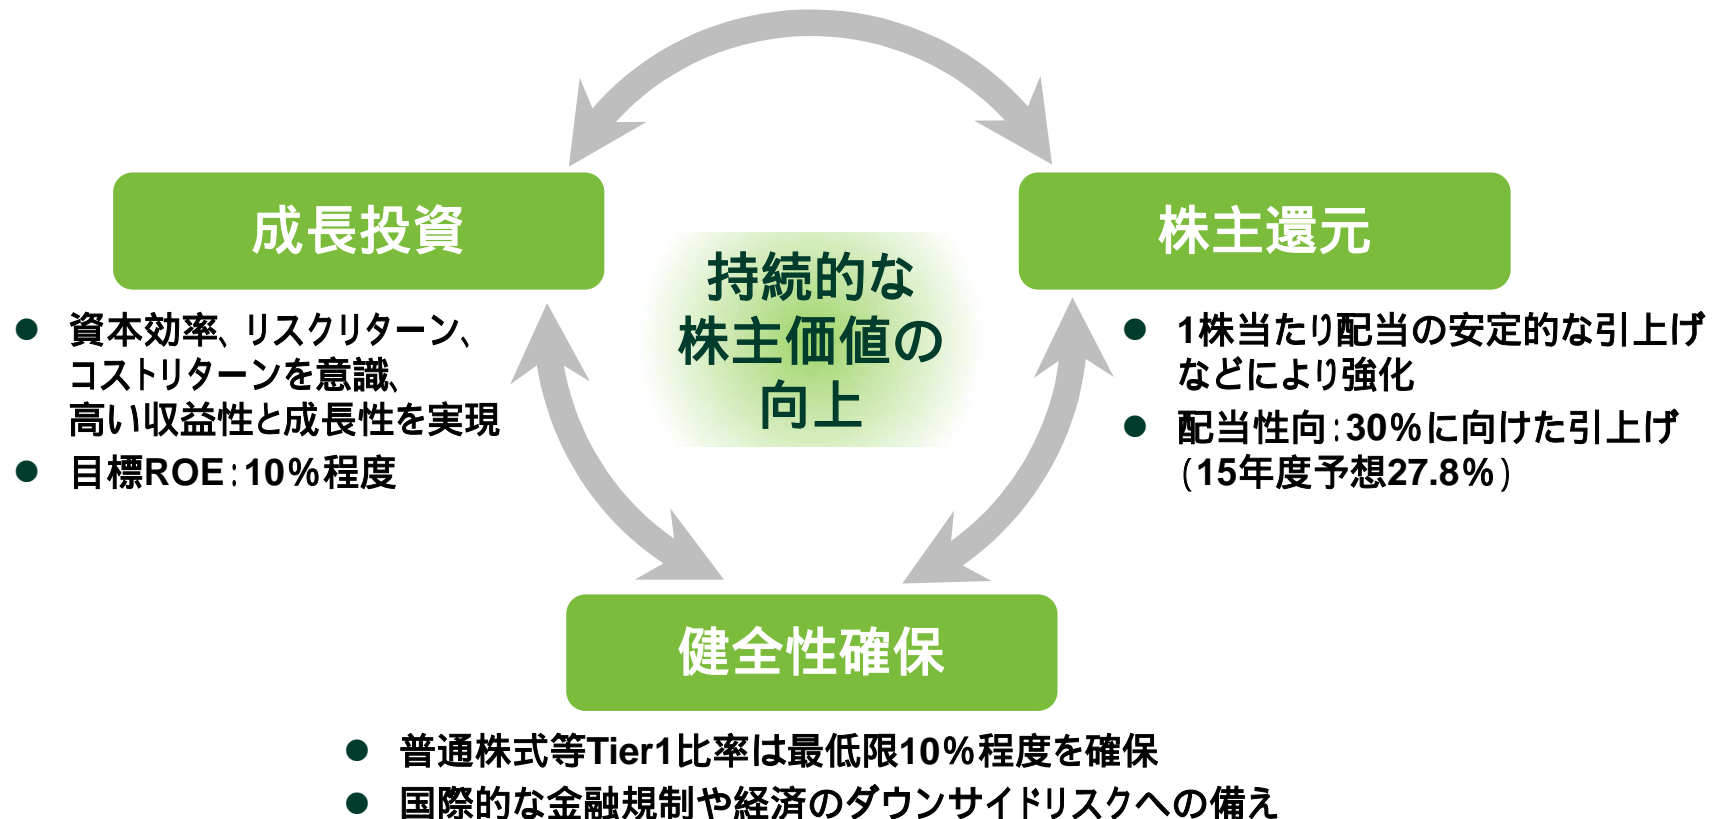 成長投資
資本効率、リスクリターン、
コストリターンを意識、
高い収益性と成長性を実現
目標ROE:10%程度
持続的な
株主価値の
向上
株主還元
1株当たり配当の安定的な引上げ
などにより強化
配当性向:30%に向けた引上げ
(15年度予想27.8%)
健全性確保
普通株式等Tier1比率は最低限10%程度を確保
国際的な金融規制や経済のダウンサイドリスクへの備え